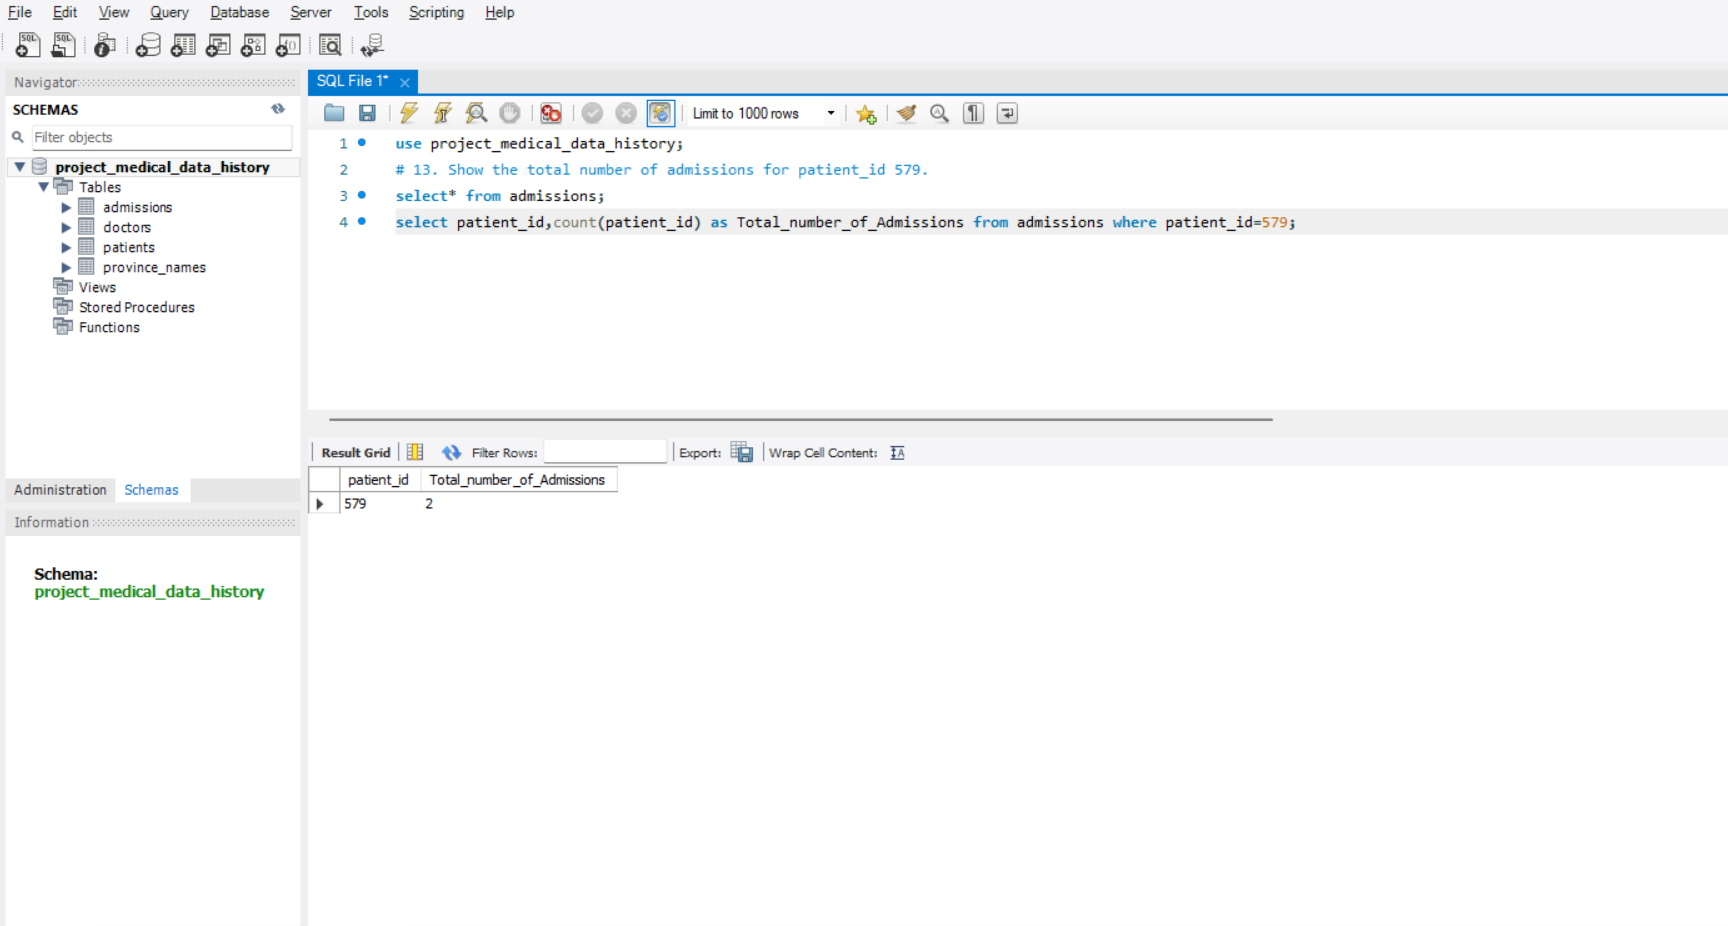 File Edit View Query Database Server Tools Scripting Help
Navigator
SCHEMAS
Filter objects
project_medical_data_history
Tables
admissions
doctors
patients
province_names
Views
Stored Procedures
Functions
Administration Schemas
Information
Schema:
project_medical_data_history
SQL File 1*
Limit to 1000 rows
1 use project_medical_data_history;
2 # 13. Show the total number of admissions for patient_id 579.
3 select* from admissions;
4 select patient_id,count(patient_id) as Total_number_of_Admissions from admissions where patient_id=579;
Result Grid Filter Rows: Export: Wrap Cell Content:
patient_id Total_number_of_Admissions
579 2